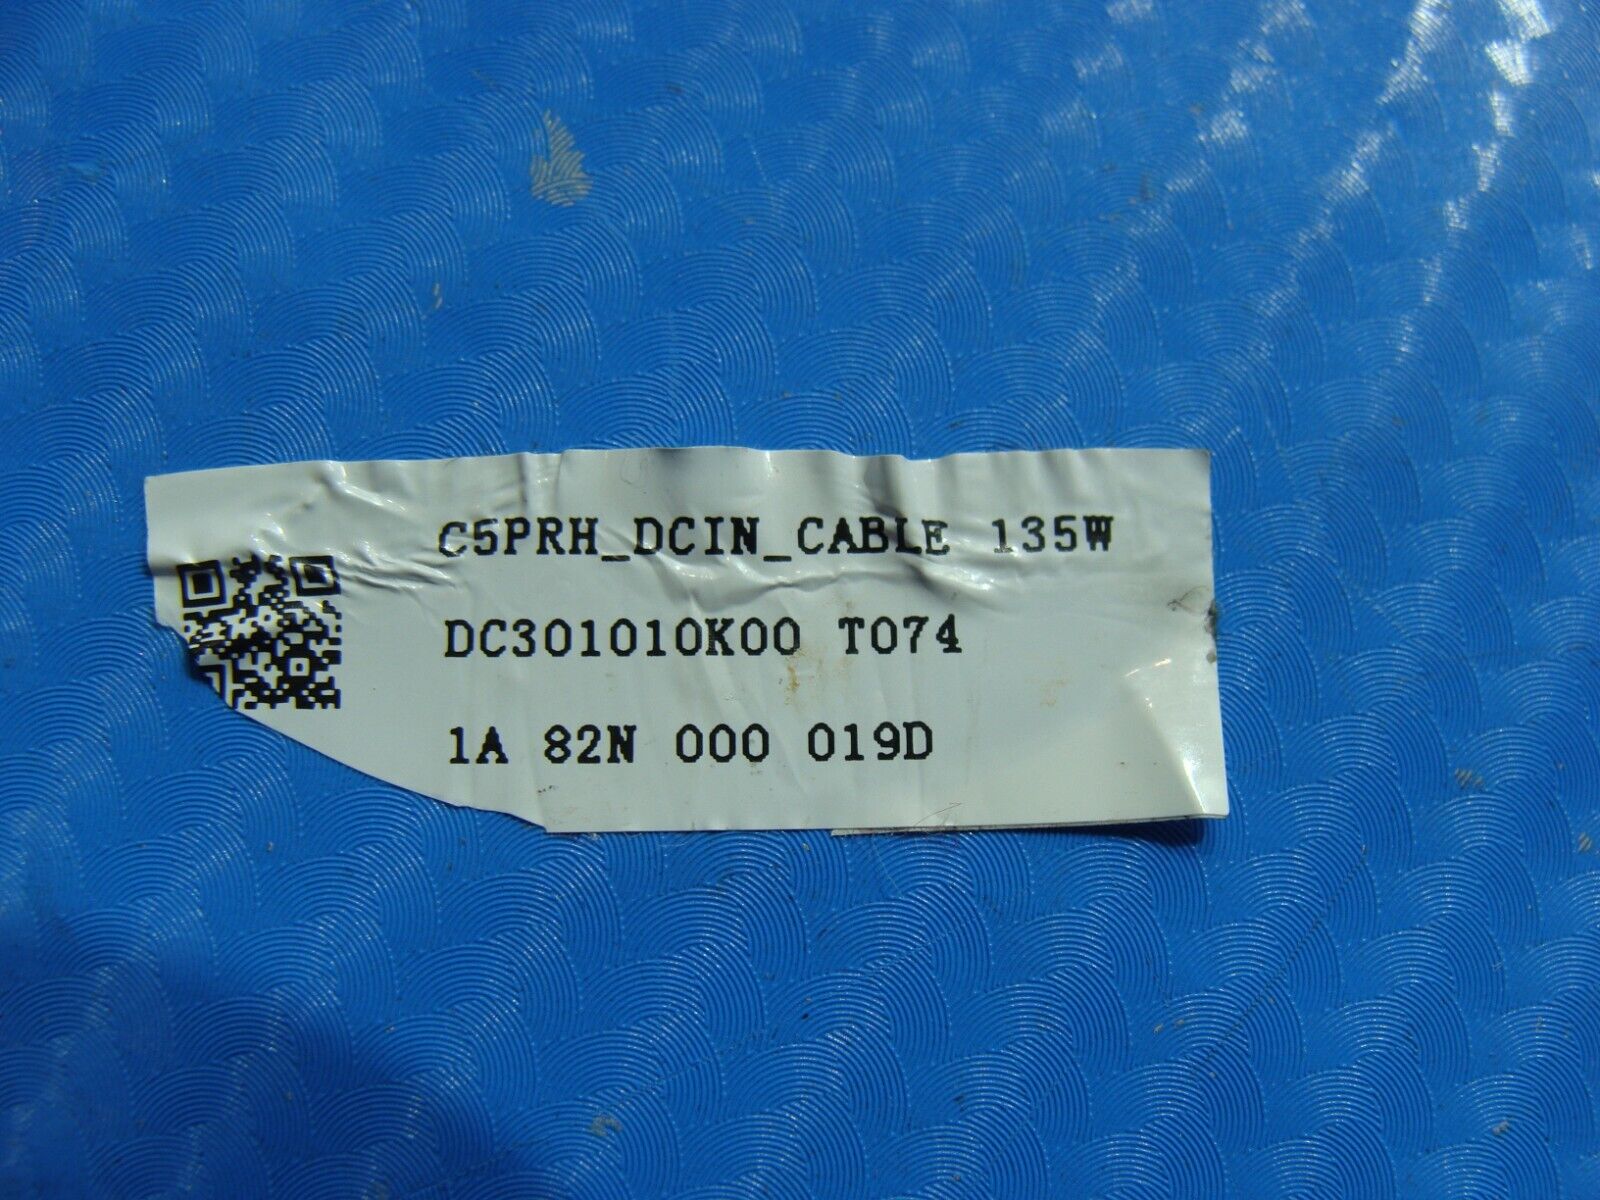 C5PRH_DCIN_CABLE 135W
DC301010K00 T074
1A 82N 000 019D